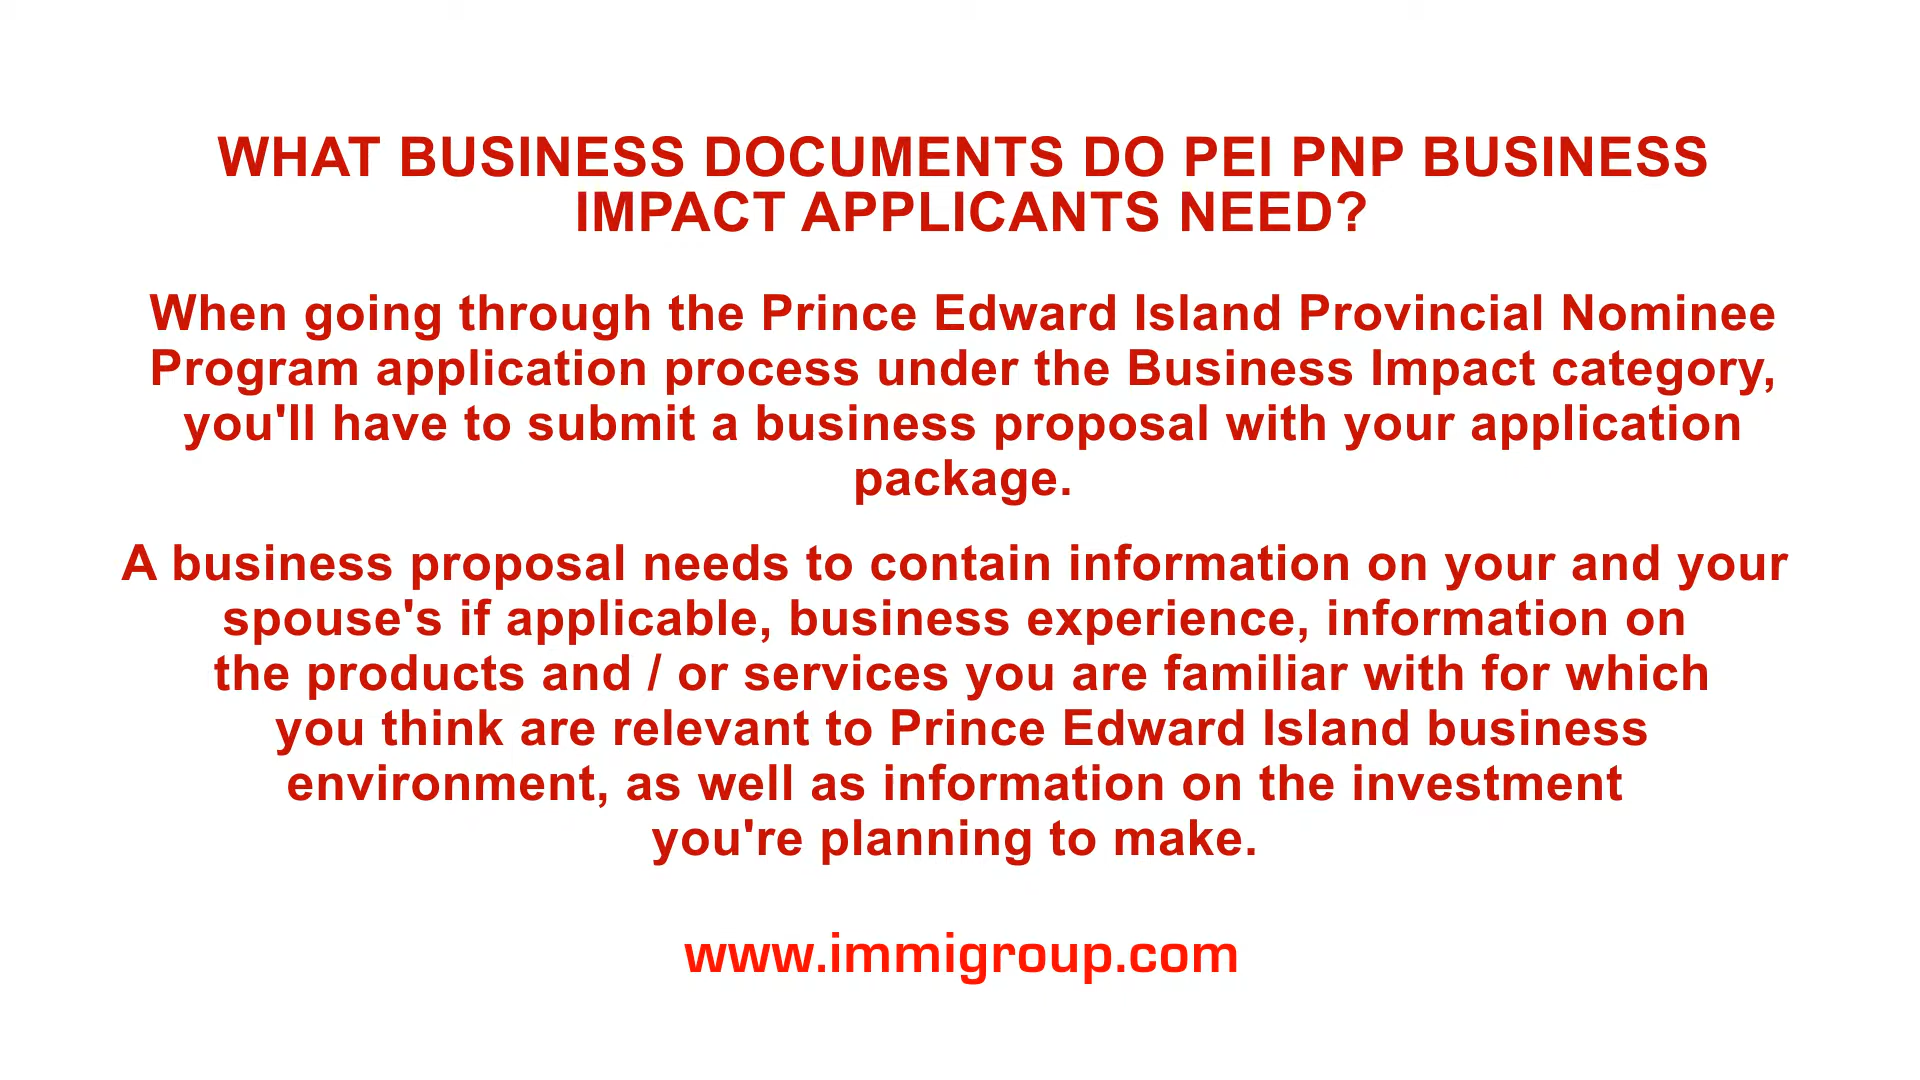 WHAT BUSINESS DOCUMENTS DO PEI PNP BUSINESS
IMPACT APPLICANTS NEED?
When going through the Prince Edward Island Provincial Nominee
Program application process under the Business Impact category,
you'll have to submit a business proposal with your application
package.
A business proposal needs to contain information on your and your
spouse's if applicable, business experience, information on
the products and / or services you are familiar with for which
you think are relevant to Prince Edward Island business
environment, as well as information on the investment
you're planning to make.
www.immigroup.com